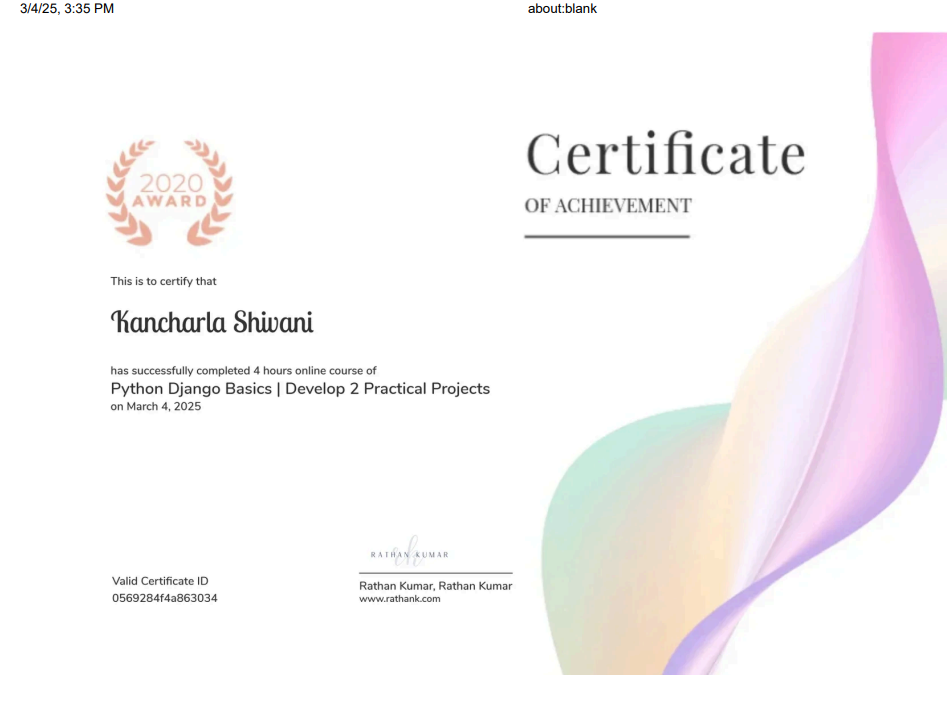 3/4/25, 3:35 PM
about:blank
Certificate
OF ACHIEVEMENT
2020
AWARD
This is to certify that
Kancharla Shivani
has successfully completed 4 hours online course of
Python Django Basics | Develop 2 Practical Projects
on March 4, 2025
RATHAN KUMAR
Valid Certificate ID
0569284f4a863034
Rathan Kumar, Rathan Kumar
www.rathank.com